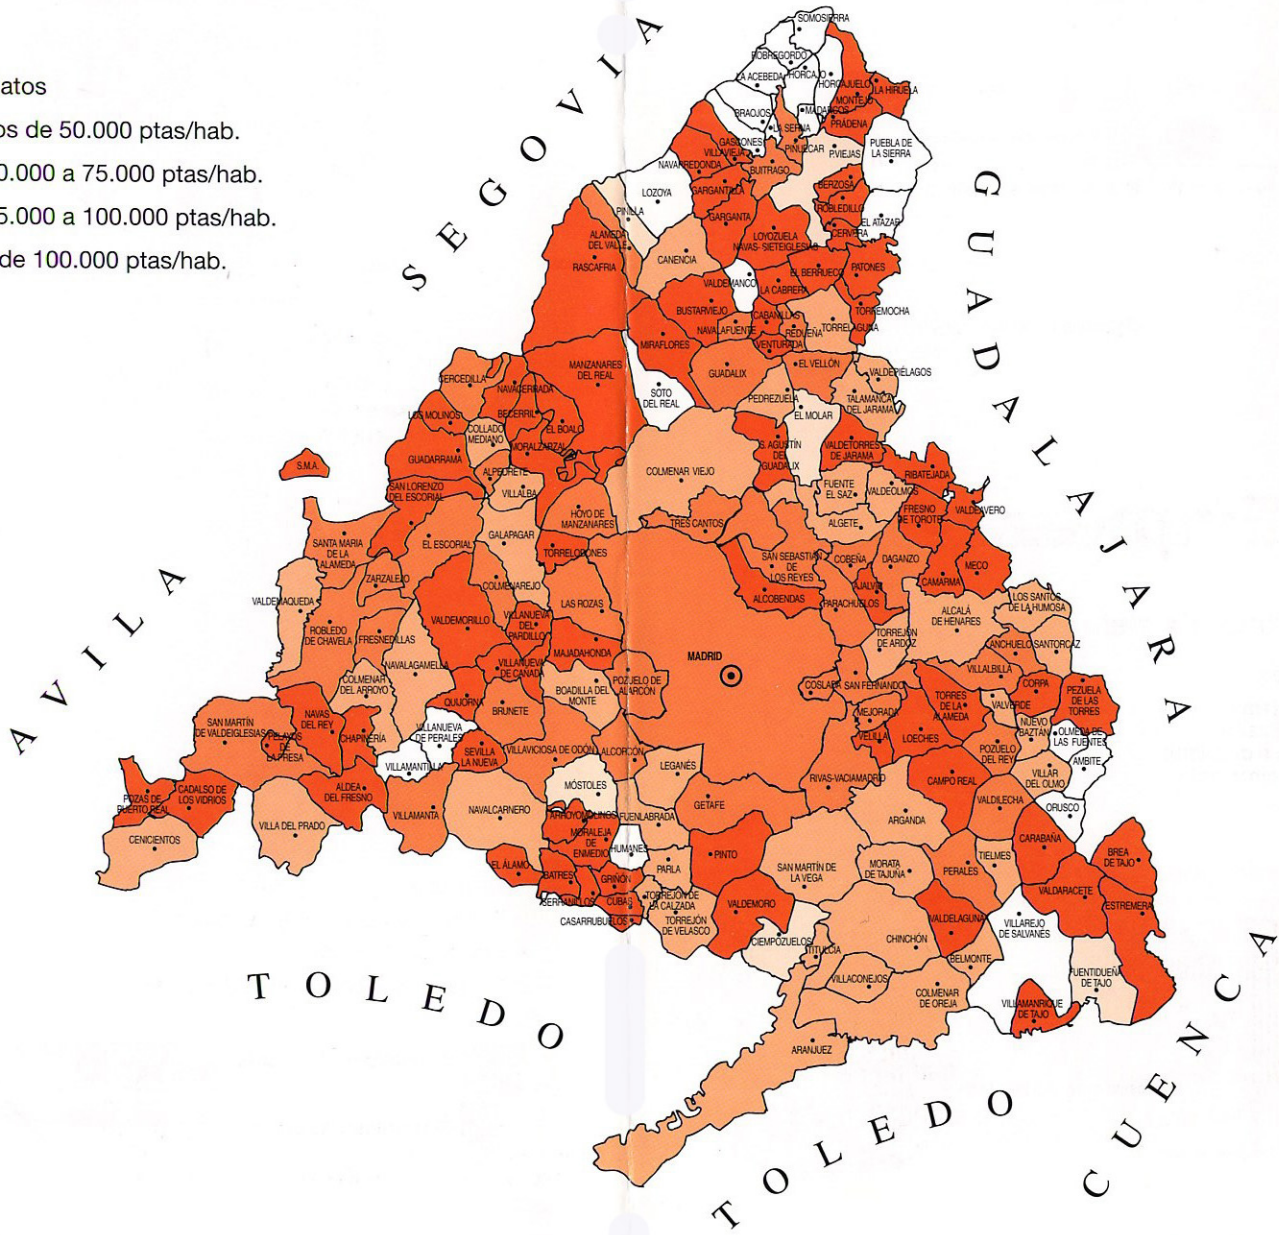 atos
os de 50.000 ptas/hab.
0.000 a 75.000 ptas/hab.
5.000 a 100.000 ptas/hab.
de 100.000 ptas/hab.
SEGOVIA
GUADALAJARA
AVILA
TOLEDO
TOLEDO
CUENCA
SOMOSIERRA
ROBREGORDO
LA ACEBEDA
HORCAJO
HORCAJUELO
LA HIRUELA
MONTEJO
BRAOJOS
MADARCOS
PRÁDENA
LA SERNA
GASCONES
PIÑUECAR
P.VIEJAS
PUEBLA DE
LA SIERRA
VILLAVIEJA
NAVARREDONDA
BUITRAGO
LOZOYA
GARGANTILLA
BERZOSA
ROBLEDILLO
PINILLA
GARGANTA
EL ATAZAR
CERVERA
ALAMEDA
DEL VALLE
LOYOZUELA
NAVAS- SIETEIGLESIAS
RASCAFRIA
CANENCIA
VALDEMANCO
LA CABRERA
EL BERRUECO
PATONES
BUSTARVIEJO
CABANILLAS
TORREMOCHA
NAVALAFUENTE
REDUEÑA
TORRELAGUNA
MIRAFLORES
VENTURADA
MANZANARES
DEL REAL
GUADALIX
EL VELLÓN
VALDEPIÉLAGOS
CERCEDILLA
NAVACERRADA
SOTO
DEL REAL
PEDREZUELA
TALAMANCA
DEL JARAMA
LOS MOLINOS
BECERRIL
EL MOLAR
COLLADO
MEDIANO
EL BOALO
GUADARRAMA
MORALZARZAL
S. AGUSTÍN
DEL
GUADALIX
VALDETORRES
DE JARAMA
S.M.A.
ALPEDRETE
COLMENAR VIEJO
RIBATEJADA
SAN LORENZO
DEL ESCORIAL
VILLALBA
FUENTE
EL SAZ
VALDEOLMOS
HOYO DE
MANZANARES
TRES CANTOS
ALGETE
FRESNO
DE TOROTE
VALDEAVERO
SANTA MARIA
DE LA
ALAMEDA
EL ESCORIAL
GALAPAGAR
TORRELODONES
SAN SEBASTIAN
DE
LOS REYES
COBEÑA
DAGANZO
MECO
ZARZALEJO
COLMENAREJO
AJALVIR
CAMARMA
VALDEMAQUEDA
LAS ROZAS
ALCOBENDAS
PARACUELLOS
LOS SANTOS
DE LA HUMOSA
ROBLEDO
DE CHAVELA
FRESNEDILLAS
VALDEMORILLO
VILLANUEVA
DEL
PARDILLO
ALCALÁ
DE HENARES
TORREJÓN
DE ARDOZ
ANCHUELO
SANTORCAZ
MADRID
MAJADAHONDA
NAVALAGAMELLA
VILLANUEVA
DE CANADA
COLMENAR
DEL ARROYO
POZUELO DE
ALARCÓN
VILLALBILLA
BOADILLA DEL
MONTE
COSLADA
SAN FERNANDO
CORPA
PEZUELA
DE LAS
TORRES
QUIJORNA
BRUNETE
TORRES
DE LA
ALAMEDA
VALVERDE
SAN MARTÍN
DE VALDEIGLESIAS
NAVAS
DEL REY
CHAPINERÍA
MEJORADA
NUEVO
BAZTÁN
VILLANUEVA
DE PERALES
VELILLA
LOECHES
OLMEDA DE
LAS FUENTES
PELAYOS
DE
LA PRESA
SEVILLA
LA NUEVA
VILLAVICIOSA DE ODÓN
ALCORCÓN
POZUELO
DEL REY
VILLAMANTILLA
LEGANÉS
RIVAS-VACIAMADRID
CAMPO REAL
VILLAR
DEL OLMO
AMBITE
CADALSO DE
LOS VIDRIOS
ALDEA
DEL FRESNO
MÓSTOLES
VALDILECHA
ORUSCO
VILLAMANTA
NAVALCARNERO
ARROYOMOLINOS
GETAFE
FUENLABRADA
ARGANDA
VILLA DEL PRADO
MORALEJA
DE
ENMEDIO
CENICIENTOS
HUMANES
PINTO
CARABAÑA
BREA
DE TAJO
EL ÁLAMO
PARLA
SAN MARTÍN DE
LA VEGA
MORATA
DE TAJUÑA
PERALES
TIELMES
BATRES
GRIÑÓN
VALDARACETE
SERRANILLOS
CUBAS
TORREJÓN DE
LA CALZADA
VALDEMORO
ESTREMERA
CASARRUBUELOS
TORREJÓN
DE VELASCO
VALDELAGUNA
VILLAREJO
DE SALVANES
CIEMPOZUELOS
TITULCIA
CHINCHÓN
BELMONTE
VILLACONEJOS
COLMENAR
DE OREJA
FUENTIDUEÑA
DE TAJO
VILLAMANRIQUE
DE TAJO
ARANJUEZ